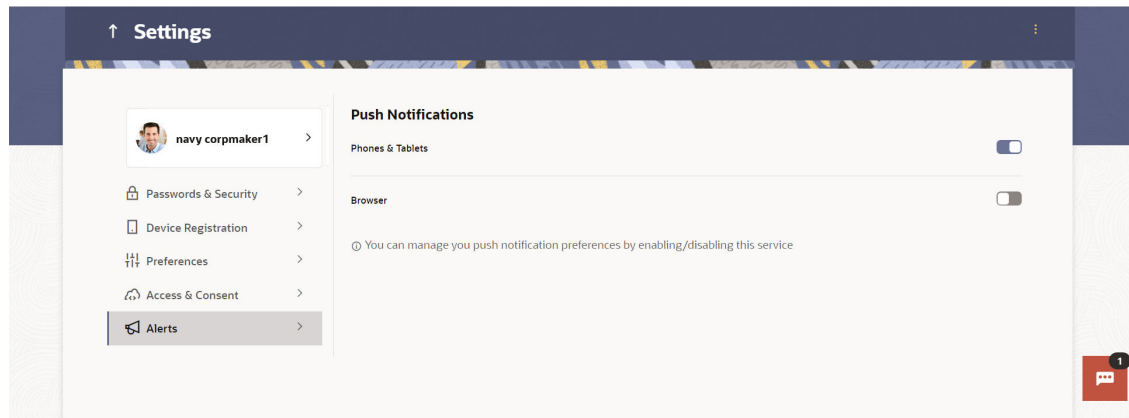 Settings
navy corpmaker1
Passwords & Security
Device Registration
Preferences
Access & Consent
Alerts
Push Notifications
Phones & Tablets
Browser
You can manage you push notification preferences by enabling/disabling this service
1